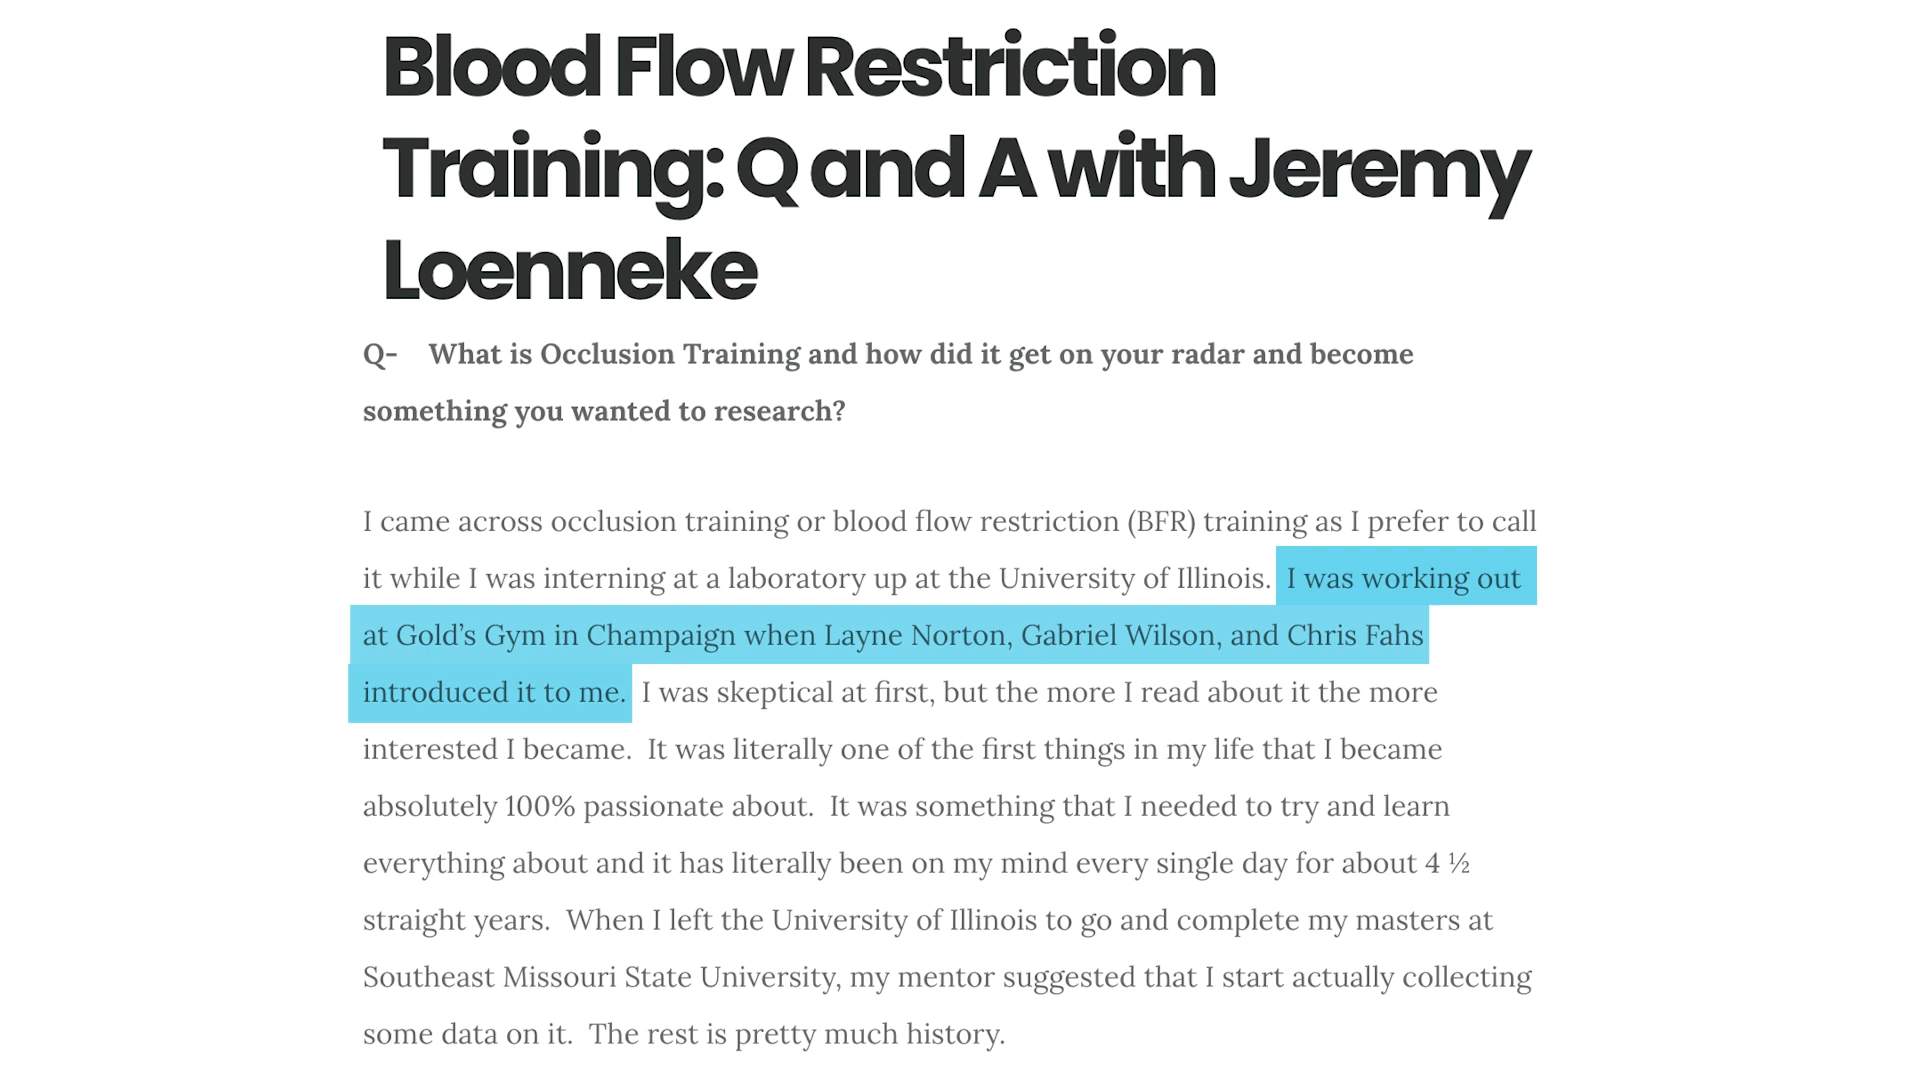 Blood Flow Restriction
Training: Q and A with Jeremy
Loenneke
Q- What is Occlusion Training and how did it get on your radar and become
something you wanted to research?
I came across occlusion training or blood flow restriction (BFR) training as I prefer to call
it while I was interning at a laboratory up at the University of Illinois. I was working out
at Gold’s Gym in Champaign when Layne Norton, Gabriel Wilson, and Chris Fahs
introduced it to me. I was skeptical at first, but the more I read about it the more
interested I became. It was literally one of the first things in my life that I became
absolutely 100% passionate about. It was something that I needed to try and learn
everything about and it has literally been on my mind every single day for about 4 ½
straight years. When I left the University of Illinois to go and complete my masters at
Southeast Missouri State University, my mentor suggested that I start actually collecting
some data on it. The rest is pretty much history.